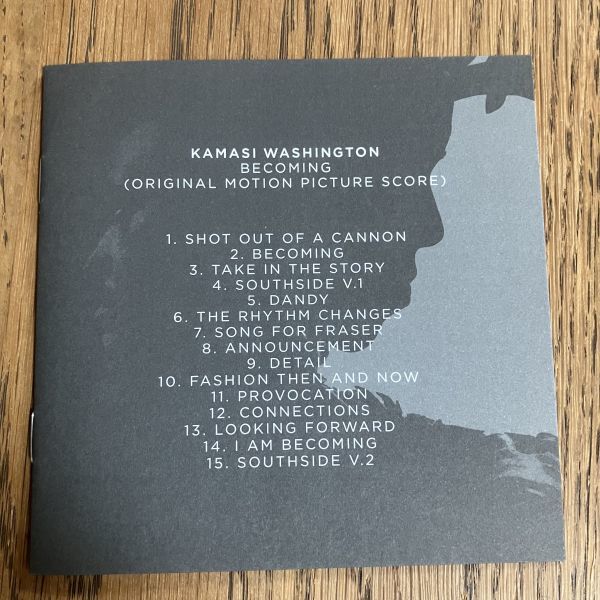 KAMASI WASHINGTON
BECOMING
(ORIGINAL MOTION PICTURE SCORE)
1. SHOT OUT OF A CANNON
2. BECOMING
3. TAKE IN THE STORY
4. SOUTHSIDE V.1
5. DANDY
6. THE RHYTHM CHANGES
7. SONG FOR FRASER
8. ANNOUNCEMENT
9. DETAIL
10. FASHION THEN AND NOW
11. PROVOCATION
12. CONNECTIONS
13. LOOKING FORWARD
14. I AM BECOMING
15. SOUTHSIDE V.2